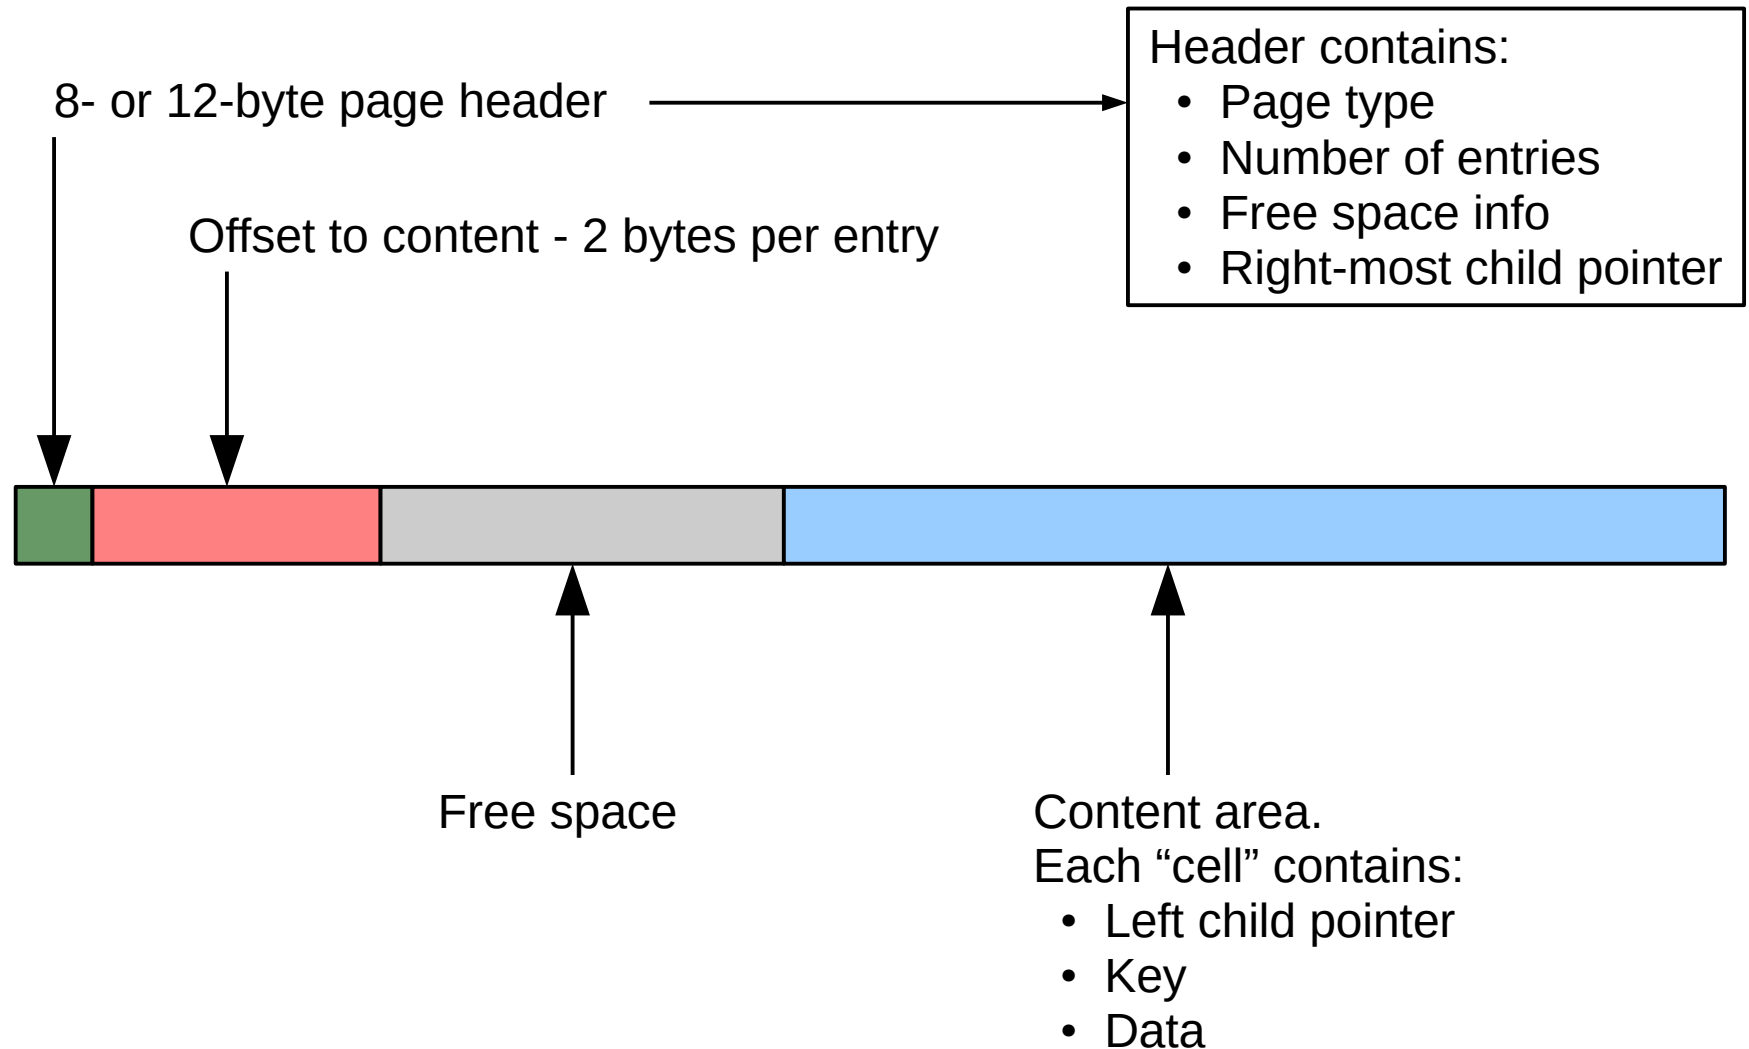 8- or 12-byte page header
Header contains:
• Page type
• Number of entries
• Free space info
• Right-most child pointer
Offset to content - 2 bytes per entry
Free space
Content area.
Each “cell” contains:
• Left child pointer
• Key
• Data